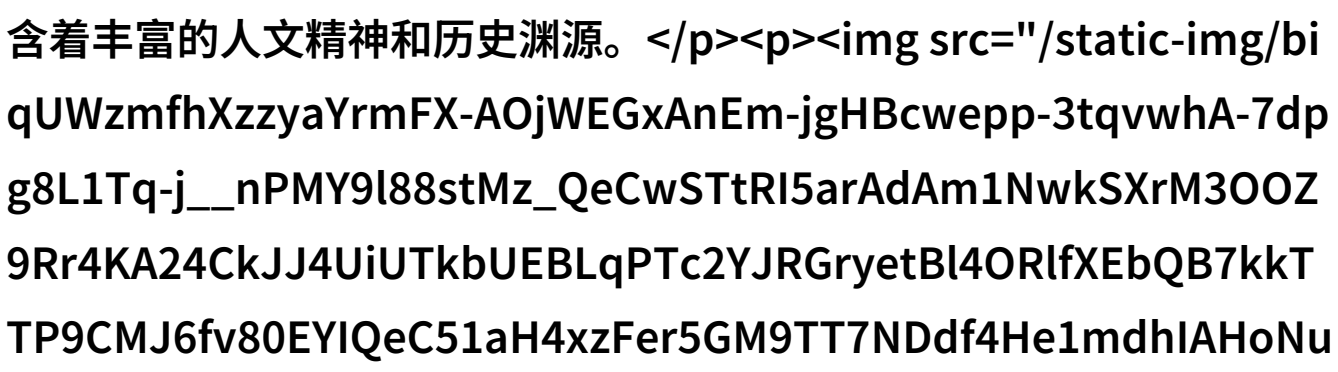 含着丰富的人文精神和历史渊源。</p><p><img src="/static-img/bi
qUWzmfhXzzyaYrmFX-AOjWEGxAnEm-jgHBcwepp-3tqvwhA-7dp
g8L1Tq-j__nPMY9l88stMz_QeCwSTtRI5arAdAm1NwkSXrM3OOZ
9Rr4KA24CkJJ4UiUTkbUEBLqPTc2YJRGryetBl4ORlfXEbQB7kkT
TP9CMJ6fv80EYIQeC51aH4xzFer5GM9TT7NDdf4He1mdhIAHoNu